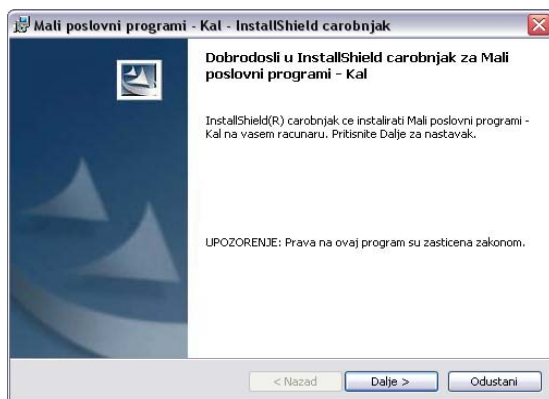 Mali poslovni programi - Kal - InstallShield carobnjak
Dobrodosli u InstallShield carobnjak za Mali
poslovni programi - Kal
InstallShield(R) carobnjak ce instalirati Mali poslovni programi -
Kal na vasem racunaru. Pritisnite Dalje za nastavak.
UPOZORENJE: Prava na ovaj program su zasticena zakonom.
< Nazad
Dalje >
Odustani